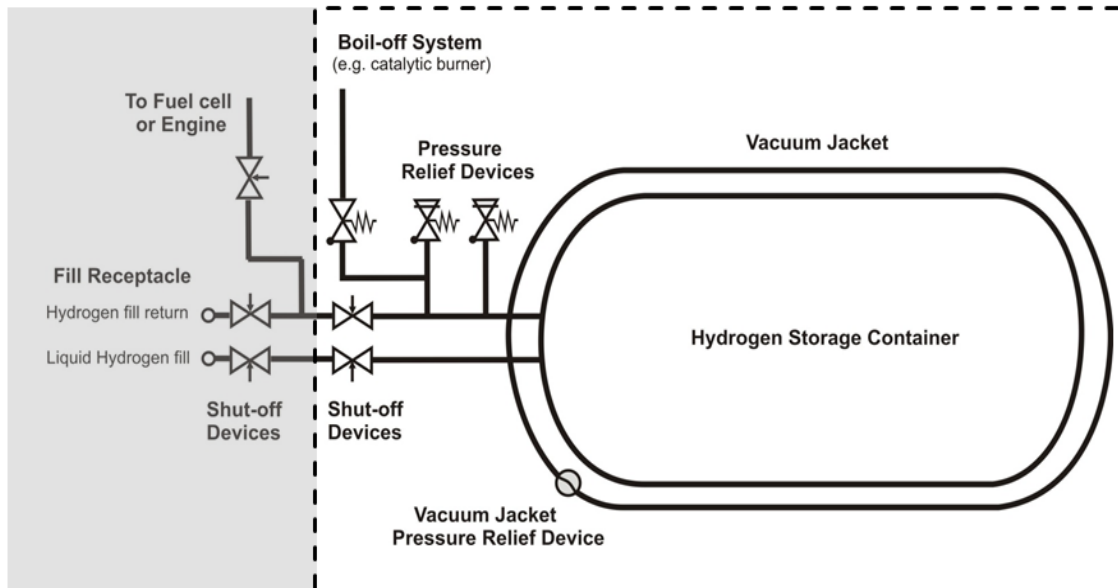 Boil-off System
(e.g. catalytic burner)
To Fuel cell
or Engine
Pressure
Relief Devices
Vacuum Jacket
Fill Receptacle
Hydrogen fill return
Liquid Hydrogen fill
Hydrogen Storage Container
Shut-off
Devices
Shut-off
Devices
Vacuum Jacket
Pressure Relief Device